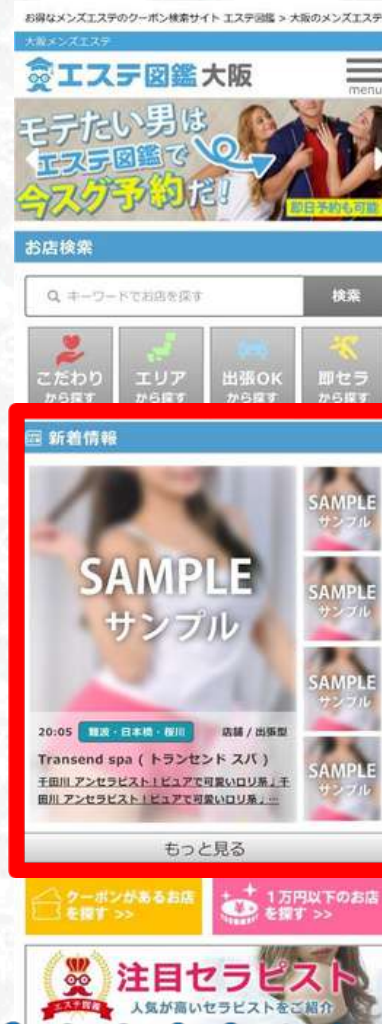 お得なメンズエステのクーポン検索サイト エステ図鑑 > 大阪のメンズエステ
大阪メンズエステ
エステ図鑑大阪
menu
モテたい男は
エステ図鑑で
今スグ予約だ!
即日予約も可能
お店検索
キーワードでお店を探す
検索
こだわり
から探す
エリア
から探す
出張OK
から探す
即セラ
から探す
新着情報
SAMPLE
サンプル
SAMPLE
サンプル
SAMPLE
サンプル
SAMPLE
サンプル
SAMPLE
サンプル
20:05 難波・日本橋・桜川 店舗 / 出張型
Transend spa ( トランセンド スパ )
千田川 アンセラピスト！ピュアで可愛いロリ系♩千
田川 アンセラピスト！ピュアで可愛いロリ系♩…
もっと見る
クーポンがあるお店
を探す >>
1万円以下のお店
を探す >>
エステ図鑑
注目セラピスト
人気が高いセラピストをご紹介